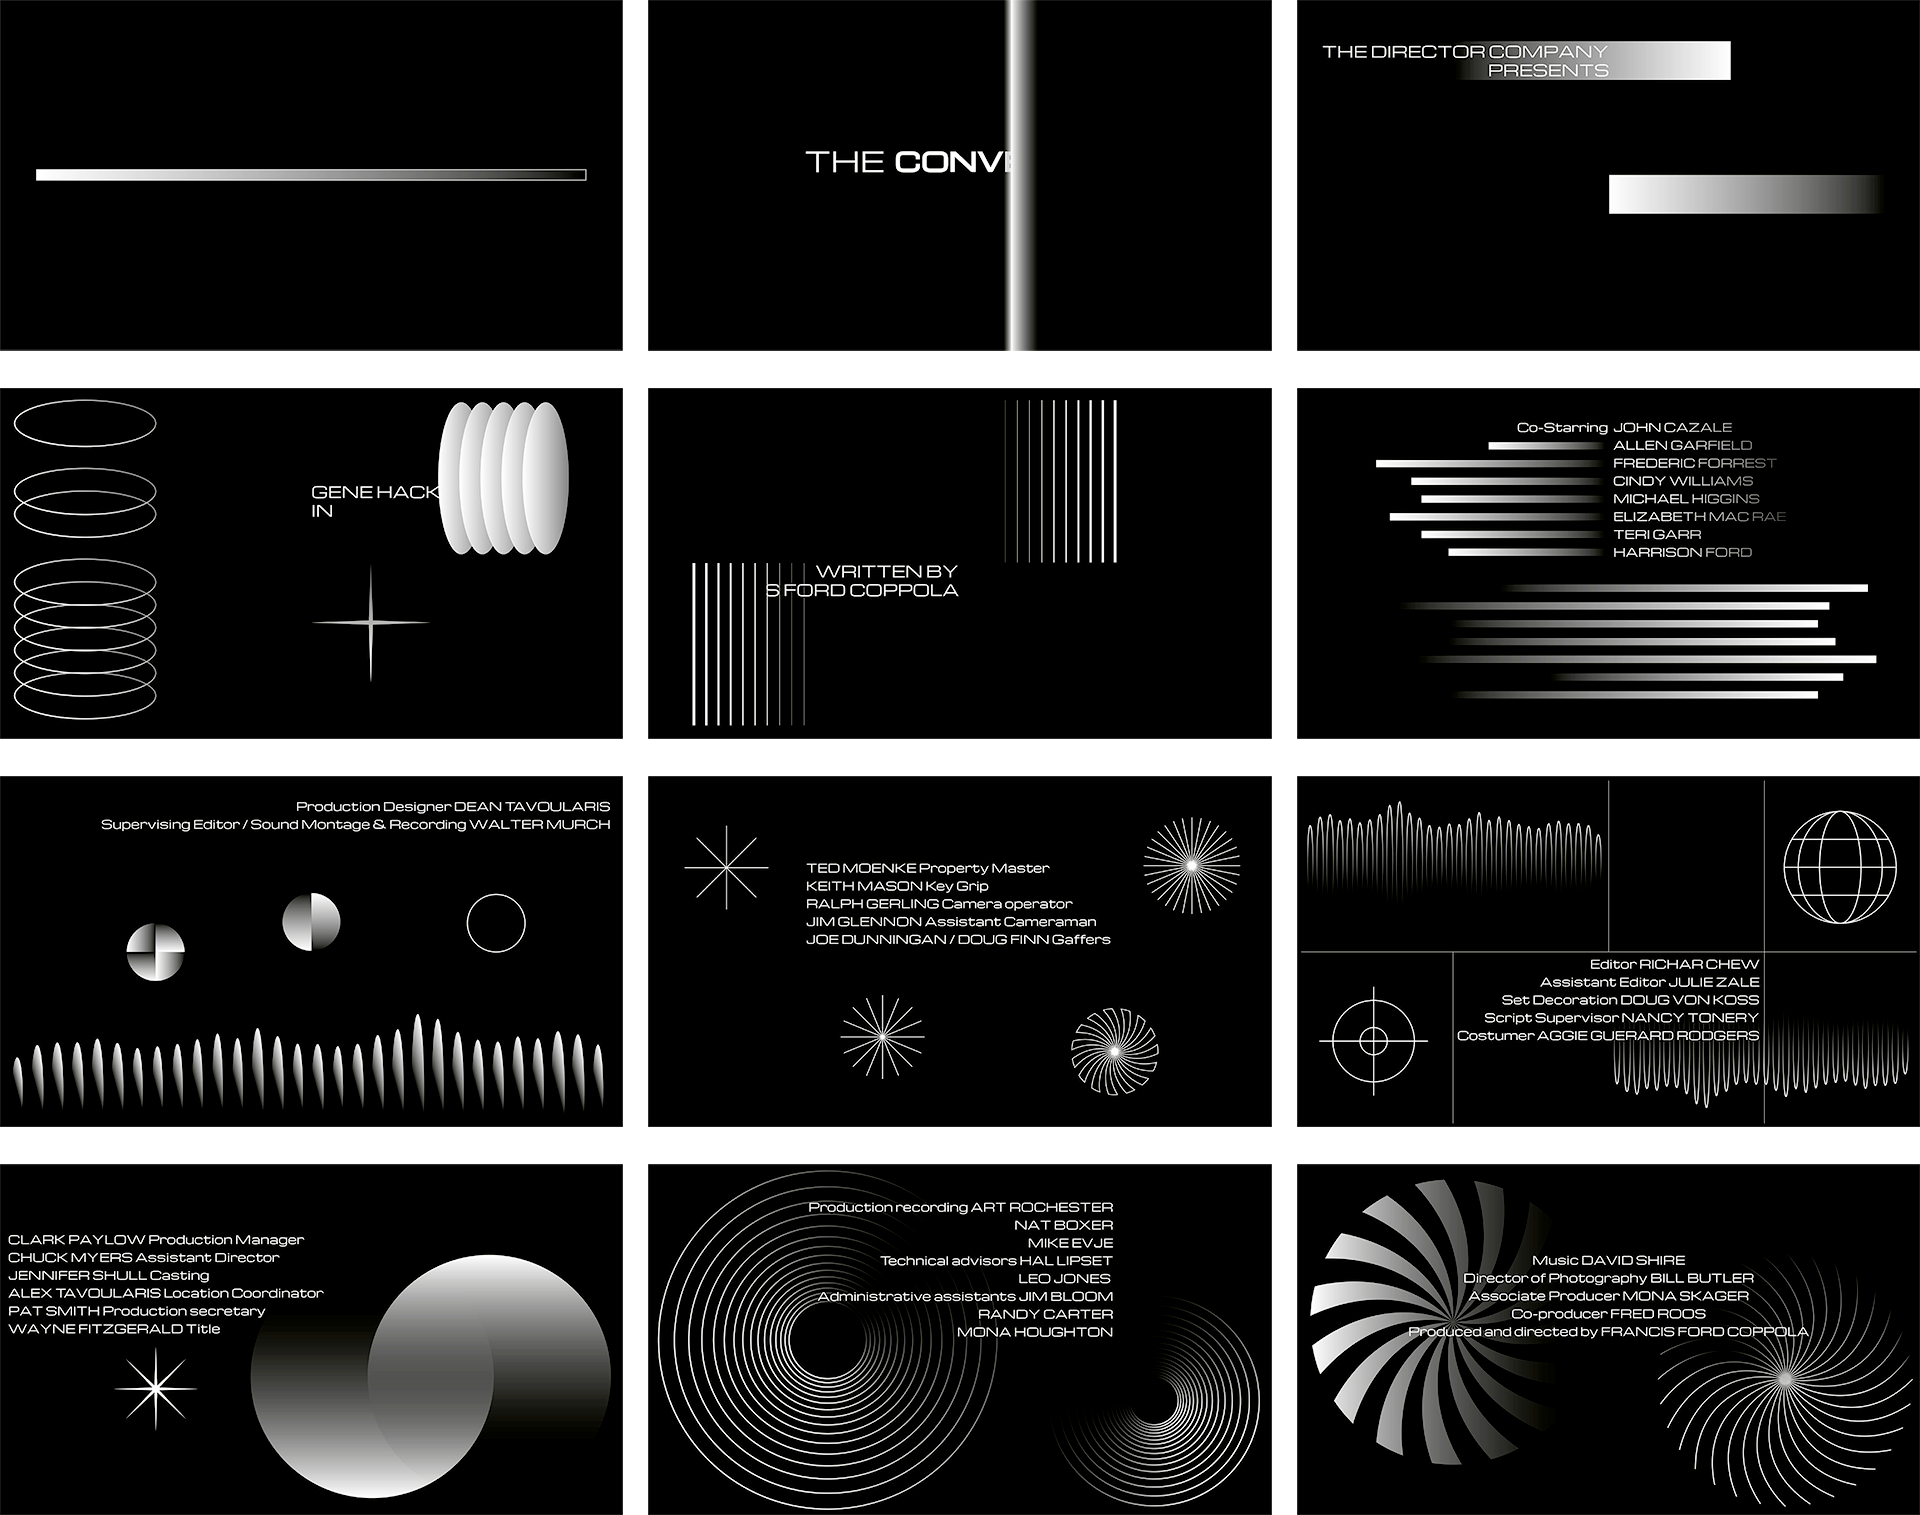 THE CONVE
THE DIRECTOR COMPANY
PRESENTS
GENE HACK
IN
WRITTEN BY
S FORD COPPOLA
Co-Starring JOHN CAZALE
ALLEN GARFIELD
FREDERIC FORREST
CINDY WILLIAMS
MICHAEL HIGGINS
ELIZABETH MAC RAE
TERI GARR
HARRISON FORD
Production Designer DEAN TAVOULARIS
Supervising Editor / Sound Montage & Recording WALTER MURCH
TED MOENKE Property Master
KEITH MASON Key Grip
RALPH GERLING Camera operator
JIM GLENNON Assistant Cameraman
JOE DUNNINGAN / DOUG FINN Gaffers
Editor RICHAR CHEW
Assistant Editor JULIE ZALE
Set Decoration DOUG VON KOSS
Script Supervisor NANCY TONERY
Costumer AGGIE GUERARD RODGERS
CLARK PAYLOW Production Manager
CHUCK MYERS Assistant Director
JENNIFER SHULL Casting
ALEX TAVOULARIS Location Coordinator
PAT SMITH Production secretary
WAYNE FITZGERALD Title
Production recording ART ROCHESTER
NAT BOXER
MIKE EVJE
Technical advisors HAL LIPSET
LEO JONES
Administrative assistants JIM BLOOM
RANDY CARTER
MONA HOUGHTON
Music DAVID SHIRE
Director of Photography BILL BUTLER
Associate Producer MONA SKAGER
Co-producer FRED ROOS
Produced and directed by FRANCIS FORD COPPOLA